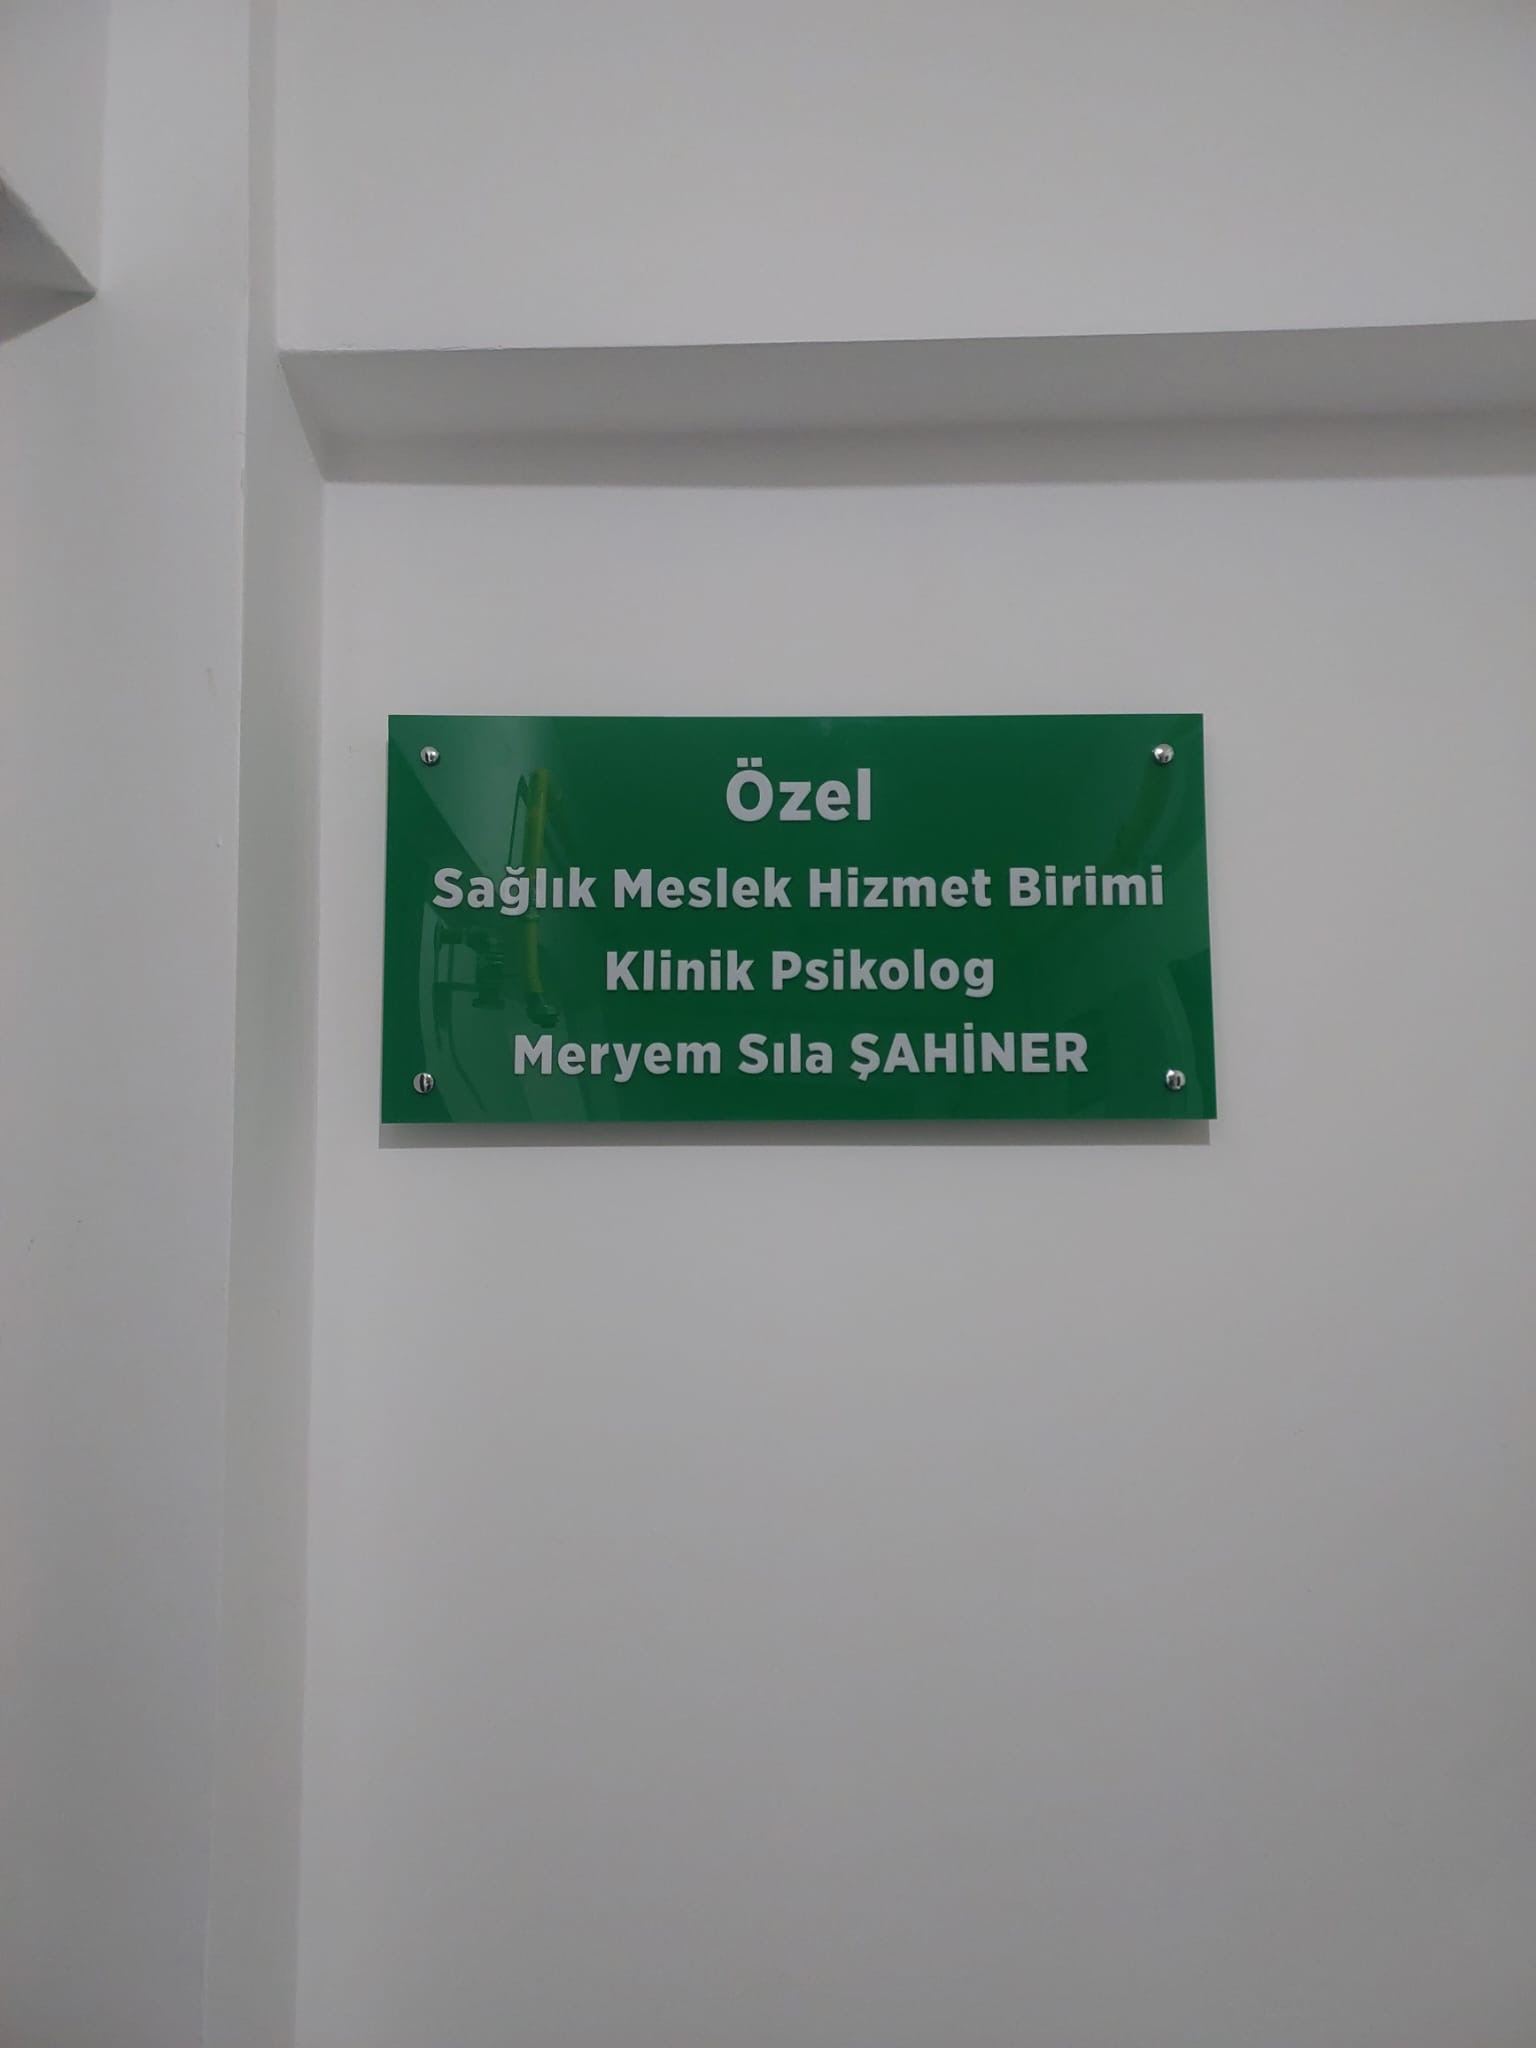 Özel
Sağlık Meslek Hizmet Birimi
Klinik Psikolog
Meryem Sıla ŞAHİNER